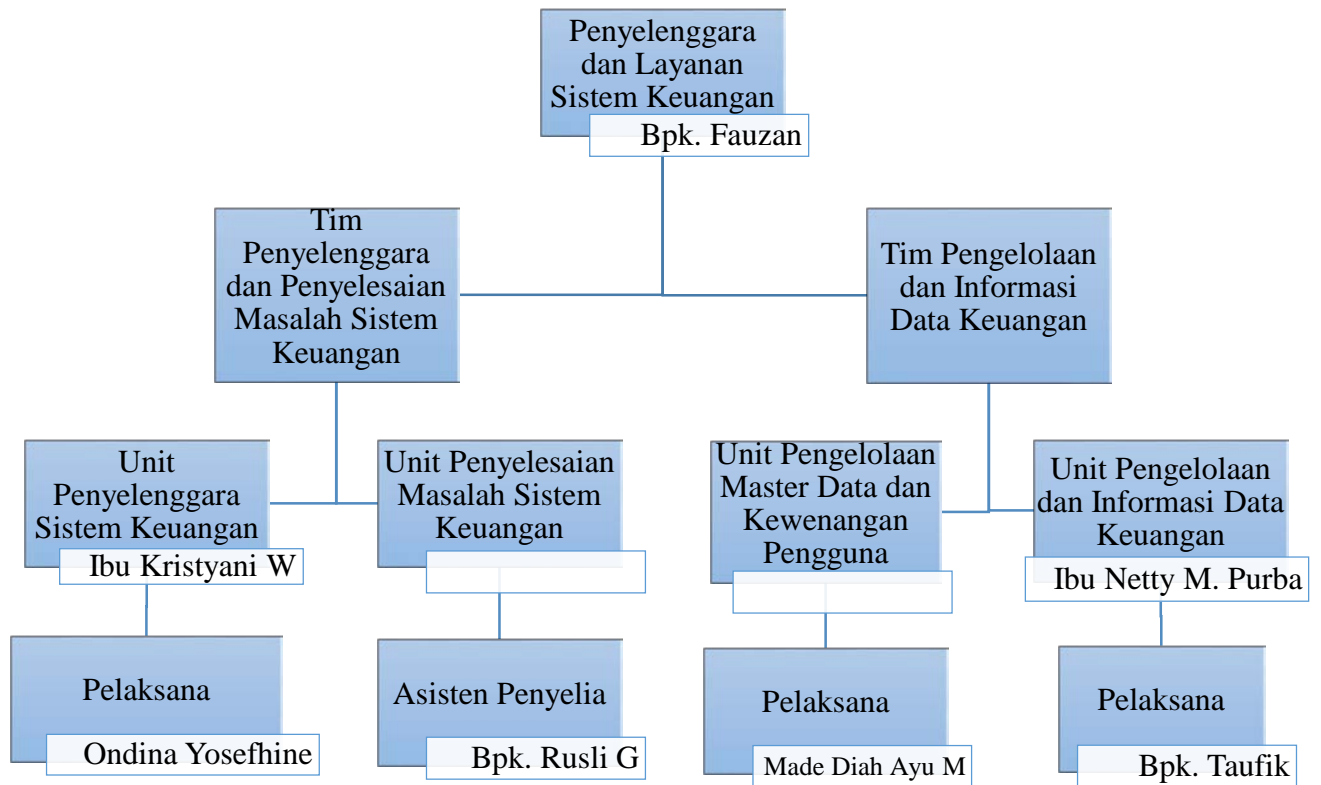 Penyelenggara
dan Layanan
Sistem Keuangan
Bpk. Fauzan
Tim
Penyelenggara
dan Penyelesaian
Masalah Sistem
Keuangan
Tim Pengelolaan
dan Informasi
Data Keuangan
Unit
Penyelenggara
Sistem Keuangan
Ibu Kristyani W
Unit Penyelesaian
Masalah Sistem
Keuangan
Unit Pengelolaan
Master Data dan
Kewenangan
Pengguna
Unit Pengelolaan
dan Informasi Data
Keuangan
Ibu Netty M. Purba
Pelaksana
Ondina Yosefhine
Asisten Penyelia
Bpk. Rusli G
Pelaksana
Made Diah Ayu M
Pelaksana
Bpk. Taufik